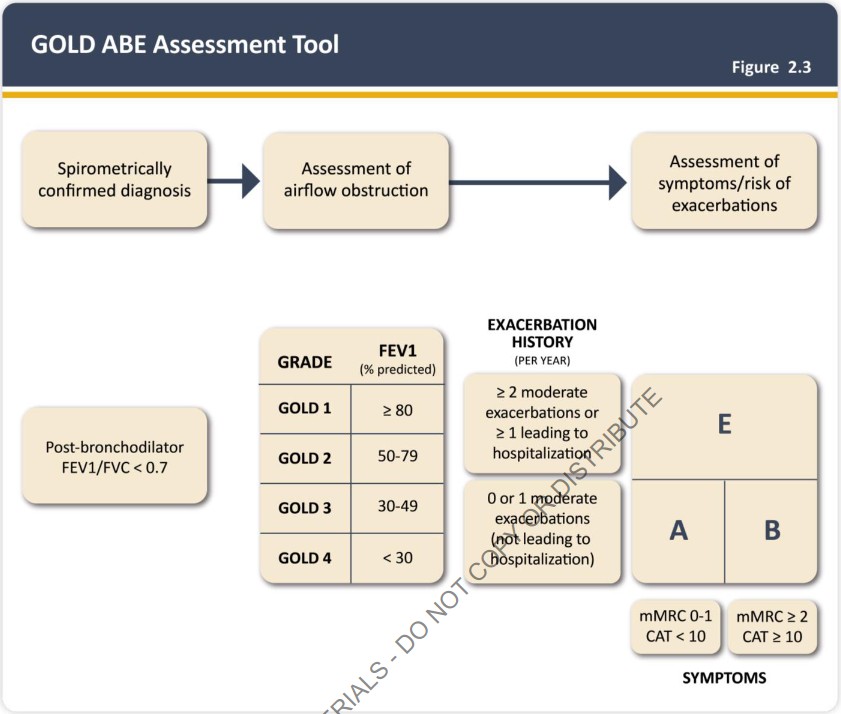 GOLD ABE Assessment Tool
Figure 2.3
Spirometrically
confirmed diagnosis
Assessment of
airflow obstruction
Assessment of
symptoms/risk of
exacerbations
Post-bronchodilator
FEV1/FVC < 0.7
GRADE
FEV1
(% predicted)
GOLD 1
≥ 80
GOLD 2
50-79
GOLD 3
30-49
GOLD 4
< 30
EXACERBATION
HISTORY
(PER YEAR)
≥ 2 moderate
exacerbations or
≥ 1 leading to
hospitalization
0 or 1 moderate
exacerbations
(not leading to
hospitalization)
E
A
B
mMRC 0-1
CAT < 10
mMRC ≥ 2
CAT ≥ 10
SYMPTOMS
RIALS - DO NOT COPY OR DISTRIBUTE